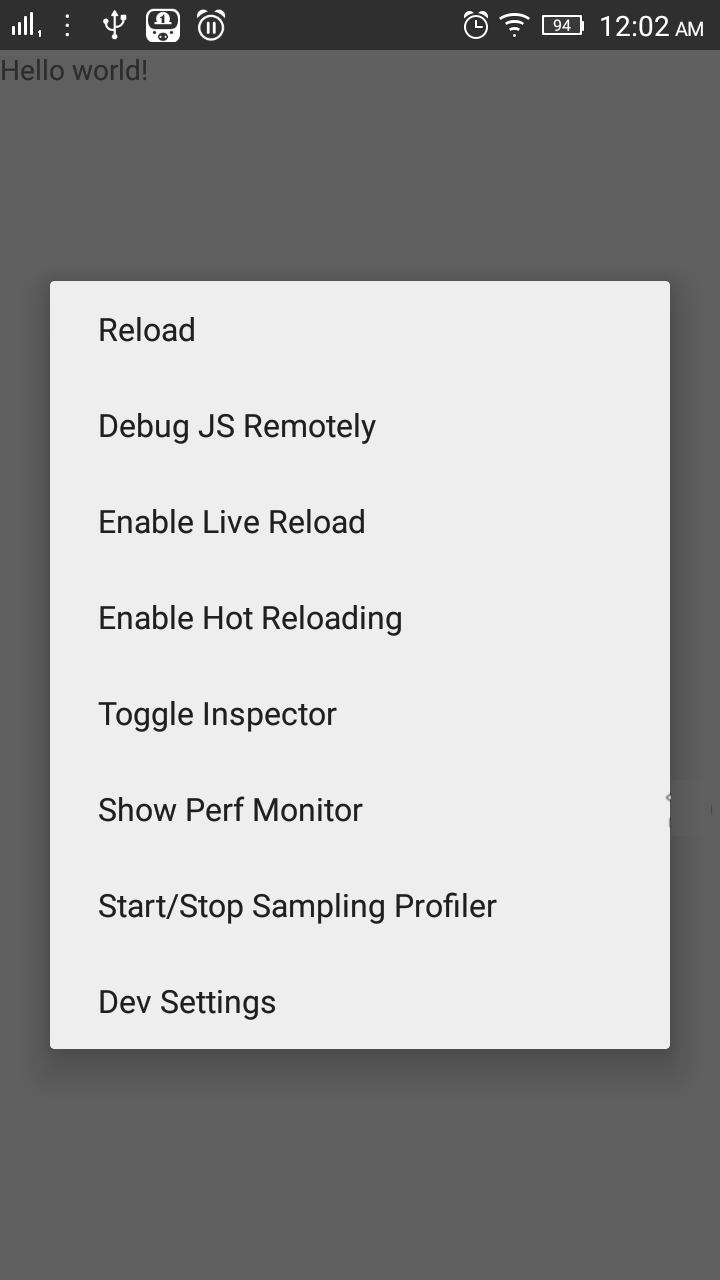 94 12:02 AM
Hello world!
Reload
Debug JS Remotely
Enable Live Reload
Enable Hot Reloading
Toggle Inspector
Show Perf Monitor
Start/Stop Sampling Profiler
Dev Settings